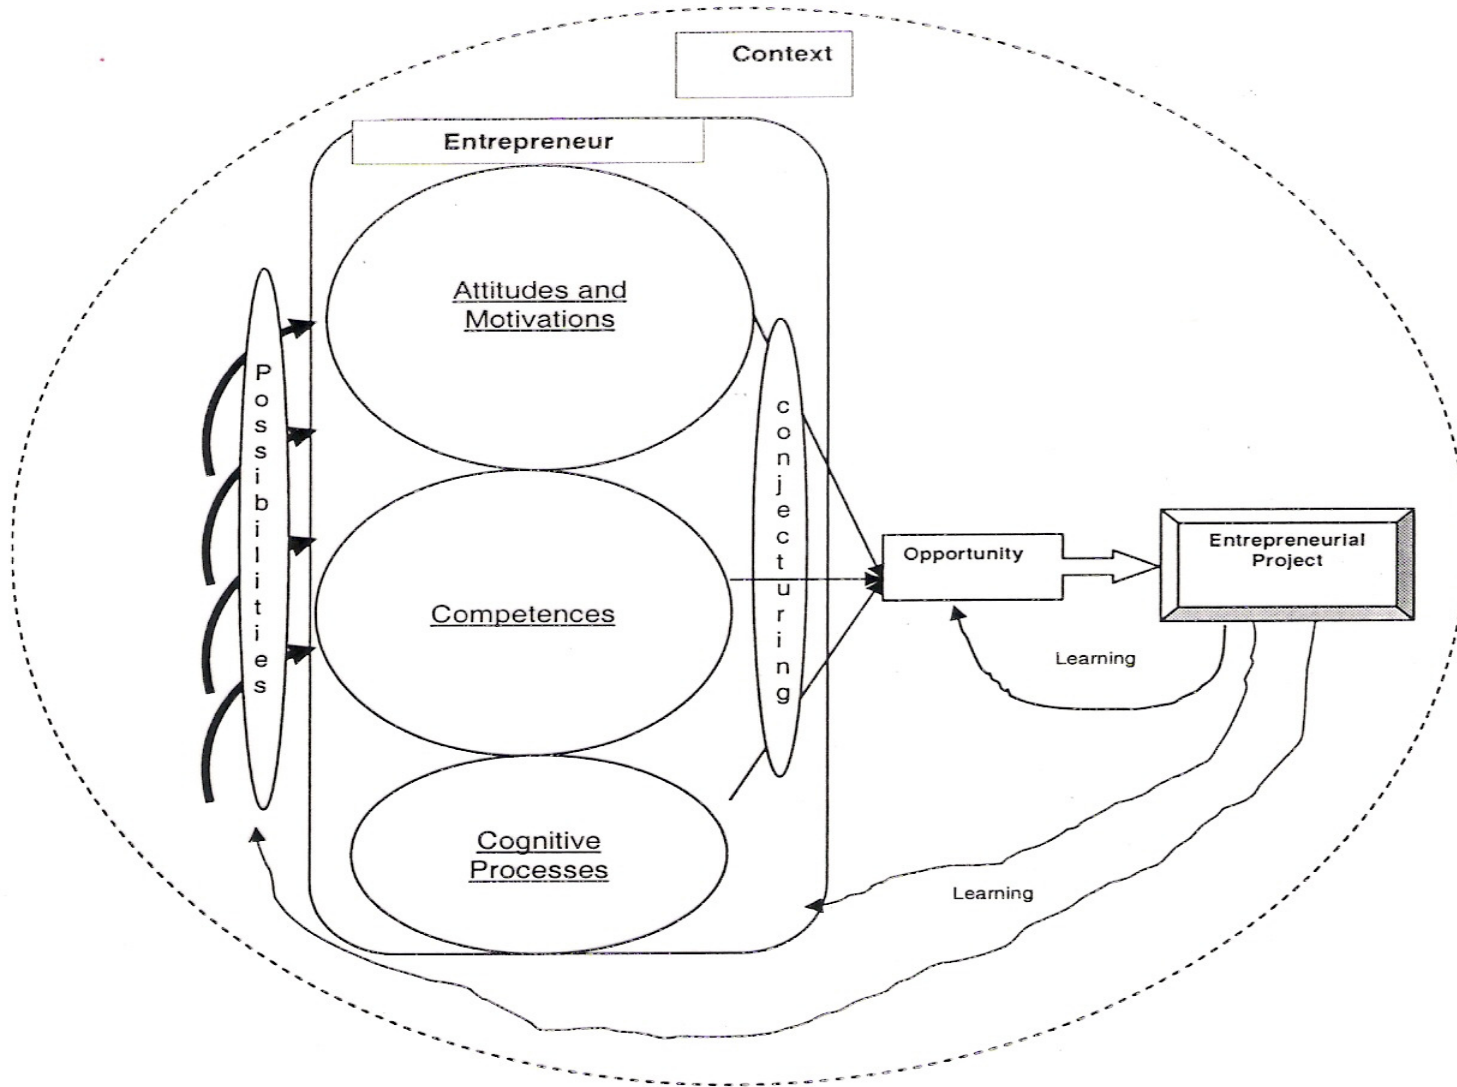 Context
Entrepreneur
Attitudes and
Motivations
Possibilities
conjecturing
Opportunity
Entrepreneurial
Project
Competences
Learning
Cognitive
Processes
Learning